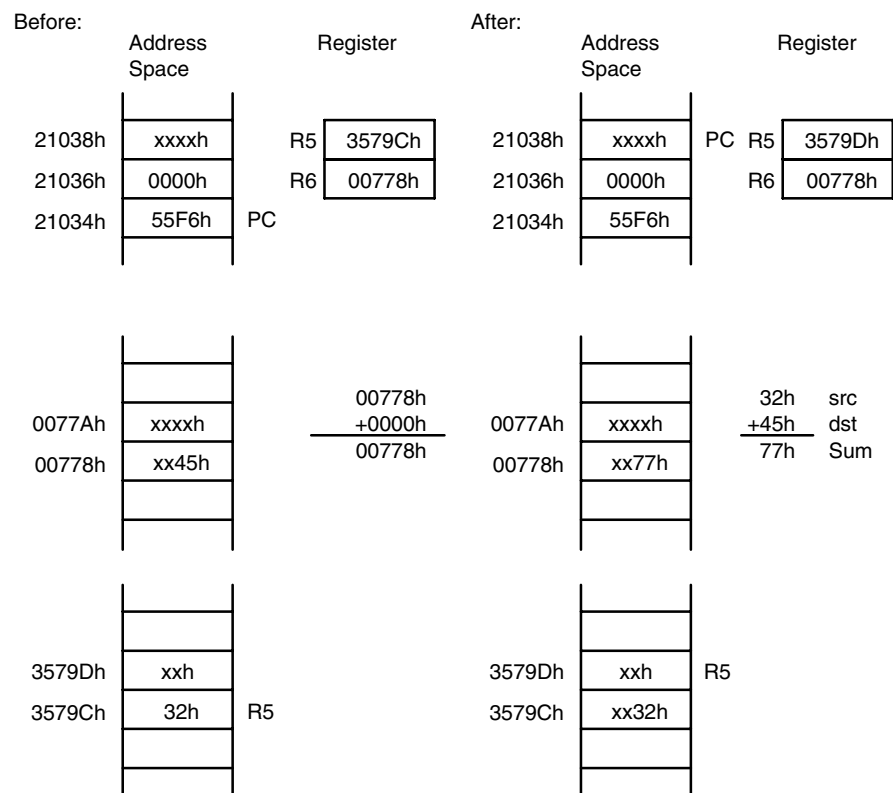 Before: After:
Address Space Register Address Space Register
21038h xxxxh R5 3579Ch 21038h xxxxh PC R5 3579Dh
21036h 0000h R6 00778h 21036h 0000h R6 00778h
21034h 55F6h PC 21034h 55F6h
00778h 32h src
0077Ah xxxxh +0000h 0077Ah xxxxh +45h dst
00778h xx45h 00778h 00778h xx77h 77h Sum
3579Dh xxh 3579Dh xxh R5
3579Ch 32h R5 3579Ch xx32h